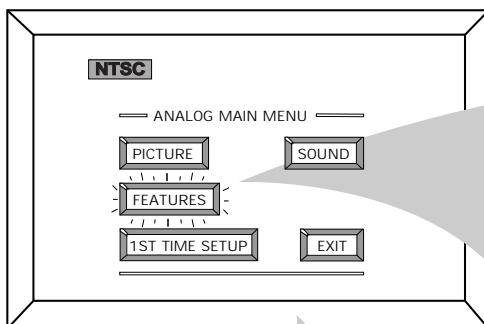 NTSC
ANALOG MAIN MENU
PICTURE
SOUND
FEATURES
1ST TIME SETUP
EXIT